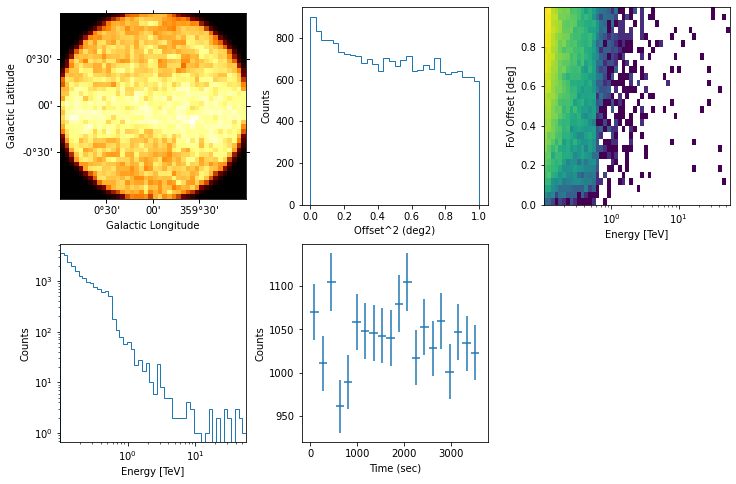 Galactic Latitude
0°30'
00'
-0°30'
0°30' 00' 359°30'
Galactic Longitude
Counts
800
600
400
200
0
0.0 0.2 0.4 0.6 0.8 1.0
Offset^2 (deg2)
FoV Offset [deg]
0.8
0.6
0.4
0.2
0.0
10⁰ 10¹
Energy [TeV]
Counts
10³
10²
10¹
10⁰
10⁰ 10¹
Energy [TeV]
Counts
1100
1050
1000
950
0 1000 2000 3000
Time (sec)